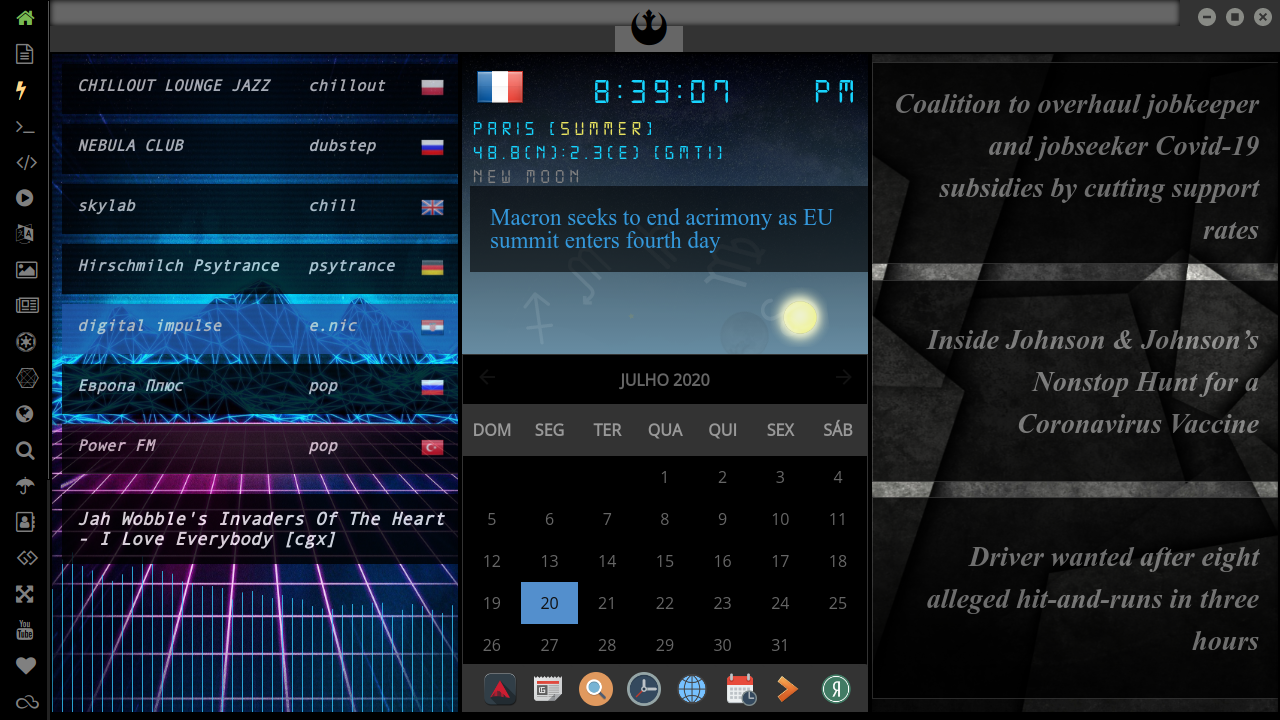 CHILLOUT LOUNGE JAZZ chillout
NEBULA CLUB dubstep
skylab chill
Hirschmilch Psytrance psytrance
digital impulse e.nic
Европа Плюс pop
Power FM pop
Jah Wobble's Invaders Of The Heart
- I Love Everybody [cgx]
8:39:07 PM
PARIS [SUMMER]
48.8(N):2.3(E) [GMT1]
NEW MOON
Macron seeks to end acrimony as EU
summit enters fourth day
JULHO 2020
DOM SEG TER QUA QUI SEX SÁB
1 2 3 4
5 6 7 8 9 10 11
12 13 14 15 16 17 18
19 20 21 22 23 24 25
26 27 28 29 30 31
Я
Coalition to overhaul jobkeeper
and jobseeker Covid-19
subsidies by cutting support
rates
Inside Johnson & Johnson’s
Nonstop Hunt for a
Coronavirus Vaccine
Driver wanted after eight
alleged hit-and-runs in three
hours
You
Tube